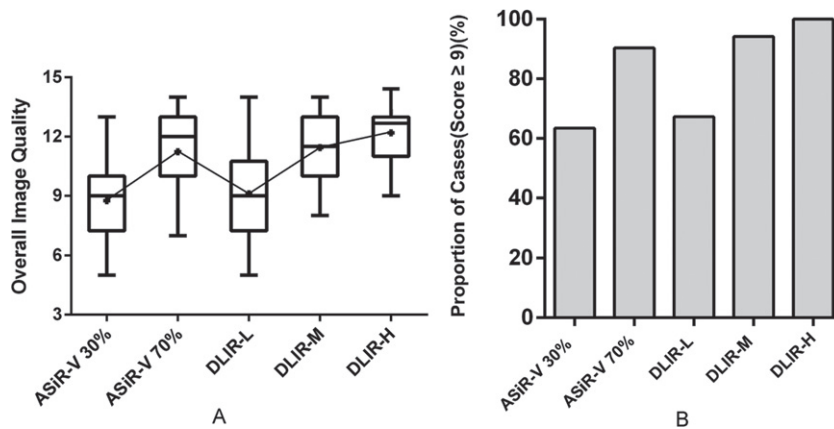 Overall Image Quality
15
12
9
6
3
ASiR-V 30%
ASiR-V 70%
DLIR-L
DLIR-M
DLIR-H
A
Proportion of Cases(Score ≥ 9)(%)
100
80
60
40
20
0
ASiR-V 30%
ASiR-V 70%
DLIR-L
DLIR-M
DLIR-H
B